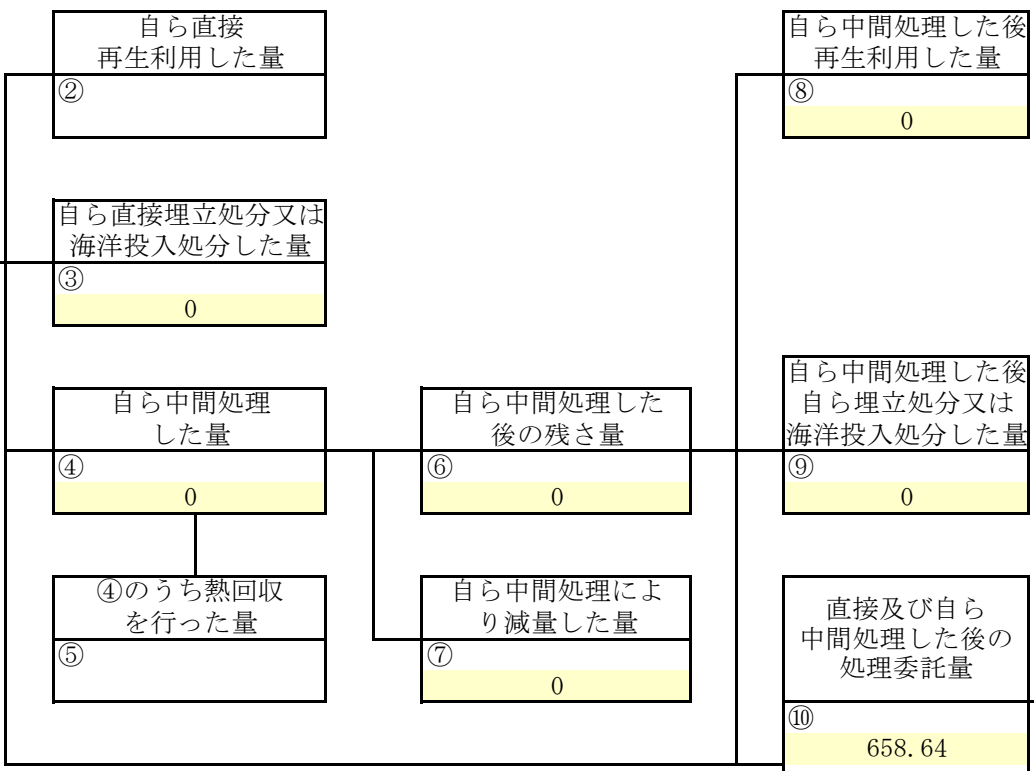 自ら直接
再生利用した量
②
自ら中間処理した後
再生利用した量
⑧
0
自ら直接埋立処分又は
海洋投入処分した量
③
0
自ら中間処理
した量
④
0
自ら中間処理した
後の残さ量
⑥
0
自ら中間処理した後
自ら埋立処分又は
海洋投入処分した量
⑨
0
④のうち熱回収
を行った量
⑤
自ら中間処理によ
り減量した量
⑦
0
直接及び自ら
中間処理した後の
処理委託量
⑩
658.64